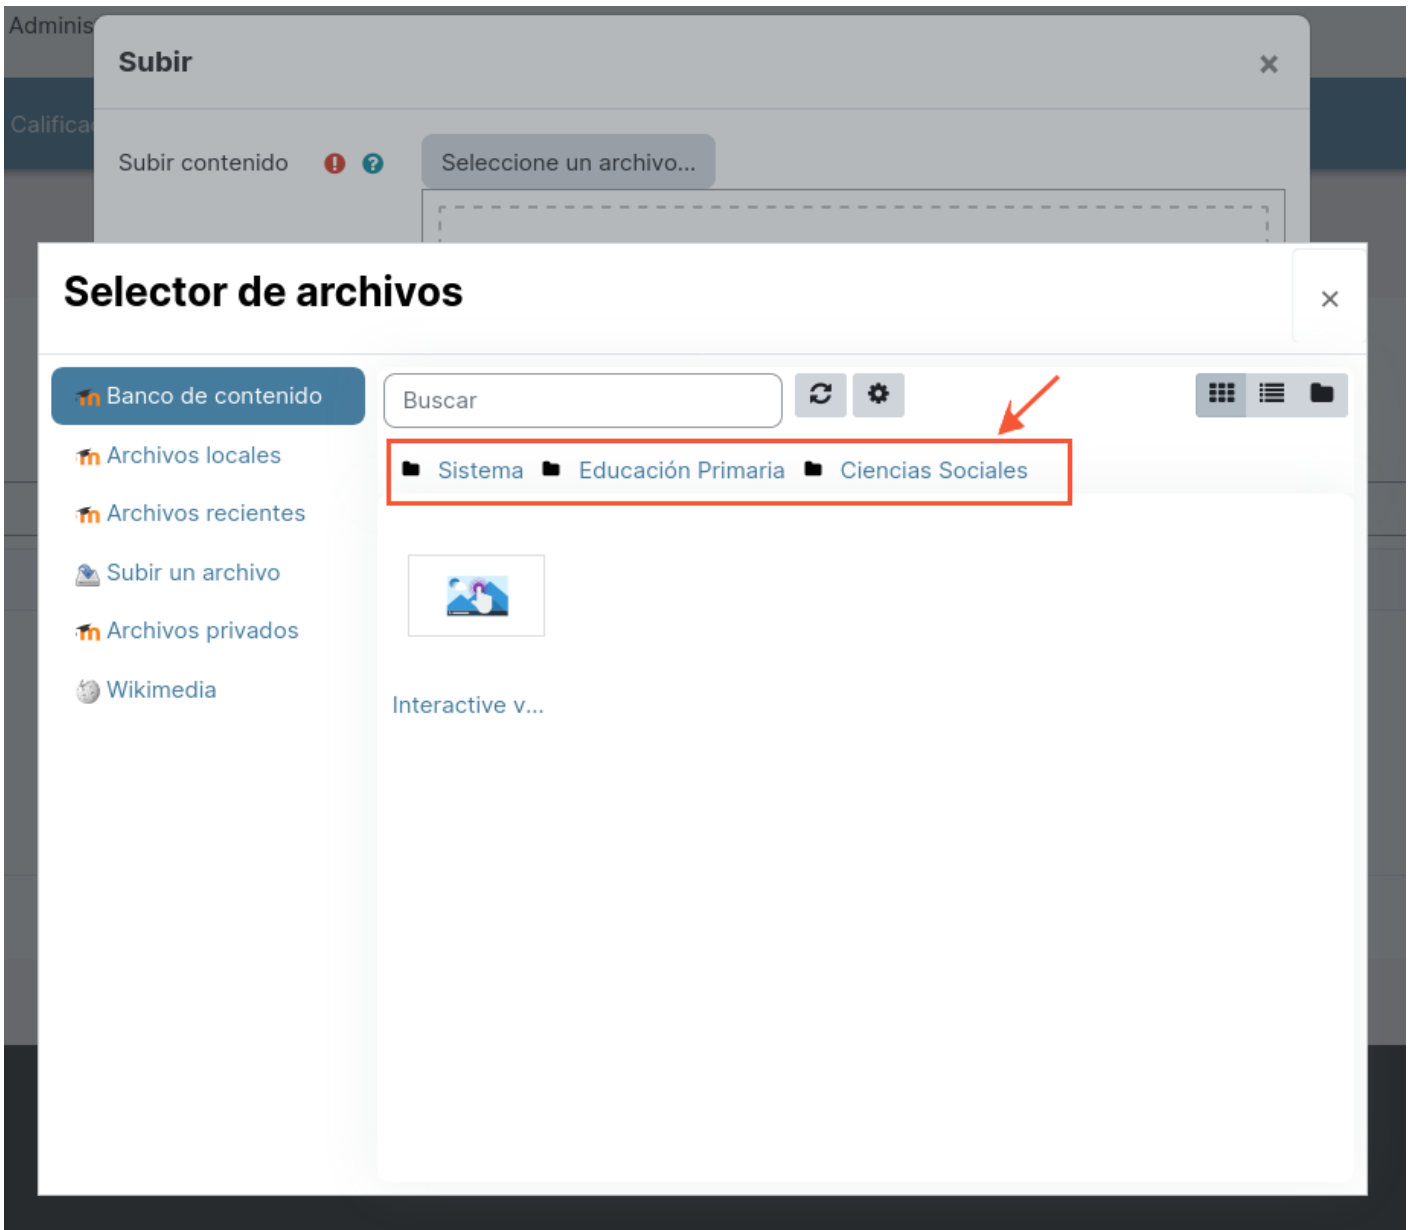 Adminis
Subir
Califica
Subir contenido Seleccione un archivo...
Selector de archivos
Banco de contenido
Archivos locales
Archivos recientes
Subir un archivo
Archivos privados
Wikimedia
Buscar
Sistema Educación Primaria Ciencias Sociales
Interactive v...